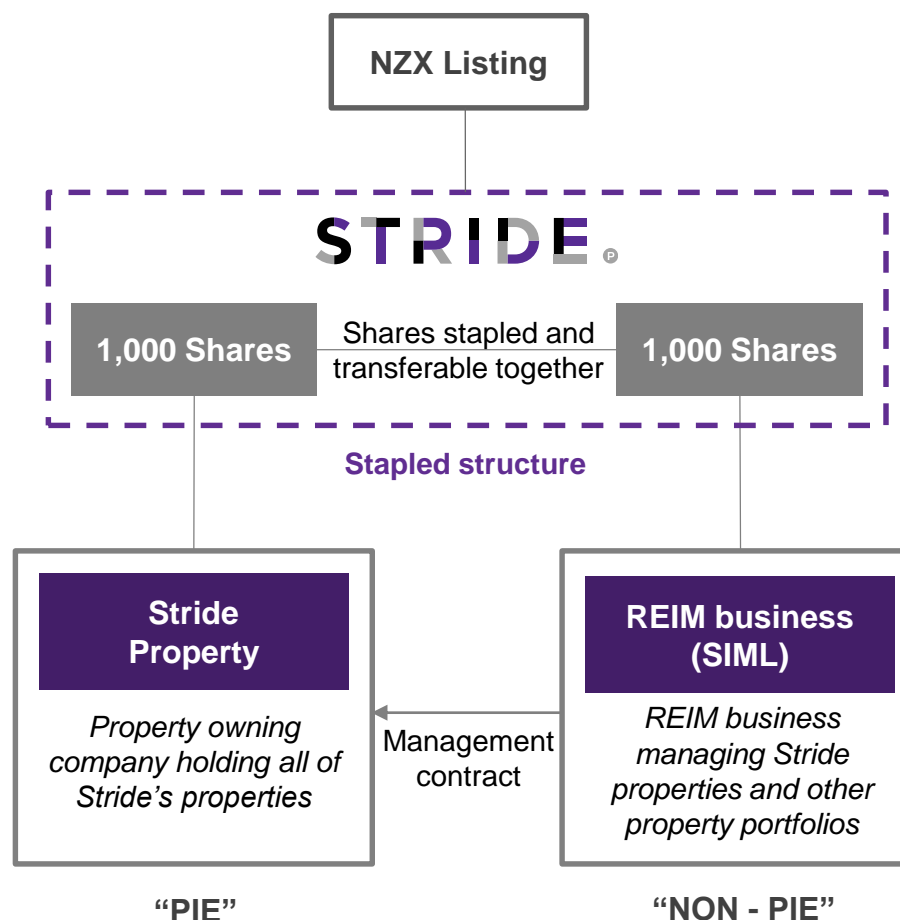 NZX Listing
STRIDE ®
1,000 Shares
Shares stapled and
transferable together
1,000 Shares
Stapled structure
Stride
Property
Property owning
company holding all of
Stride’s properties
Management
contract
REIM business
(SIML)
REIM business
managing Stride
properties and other
property portfolios
“PIE”
“NON - PIE”